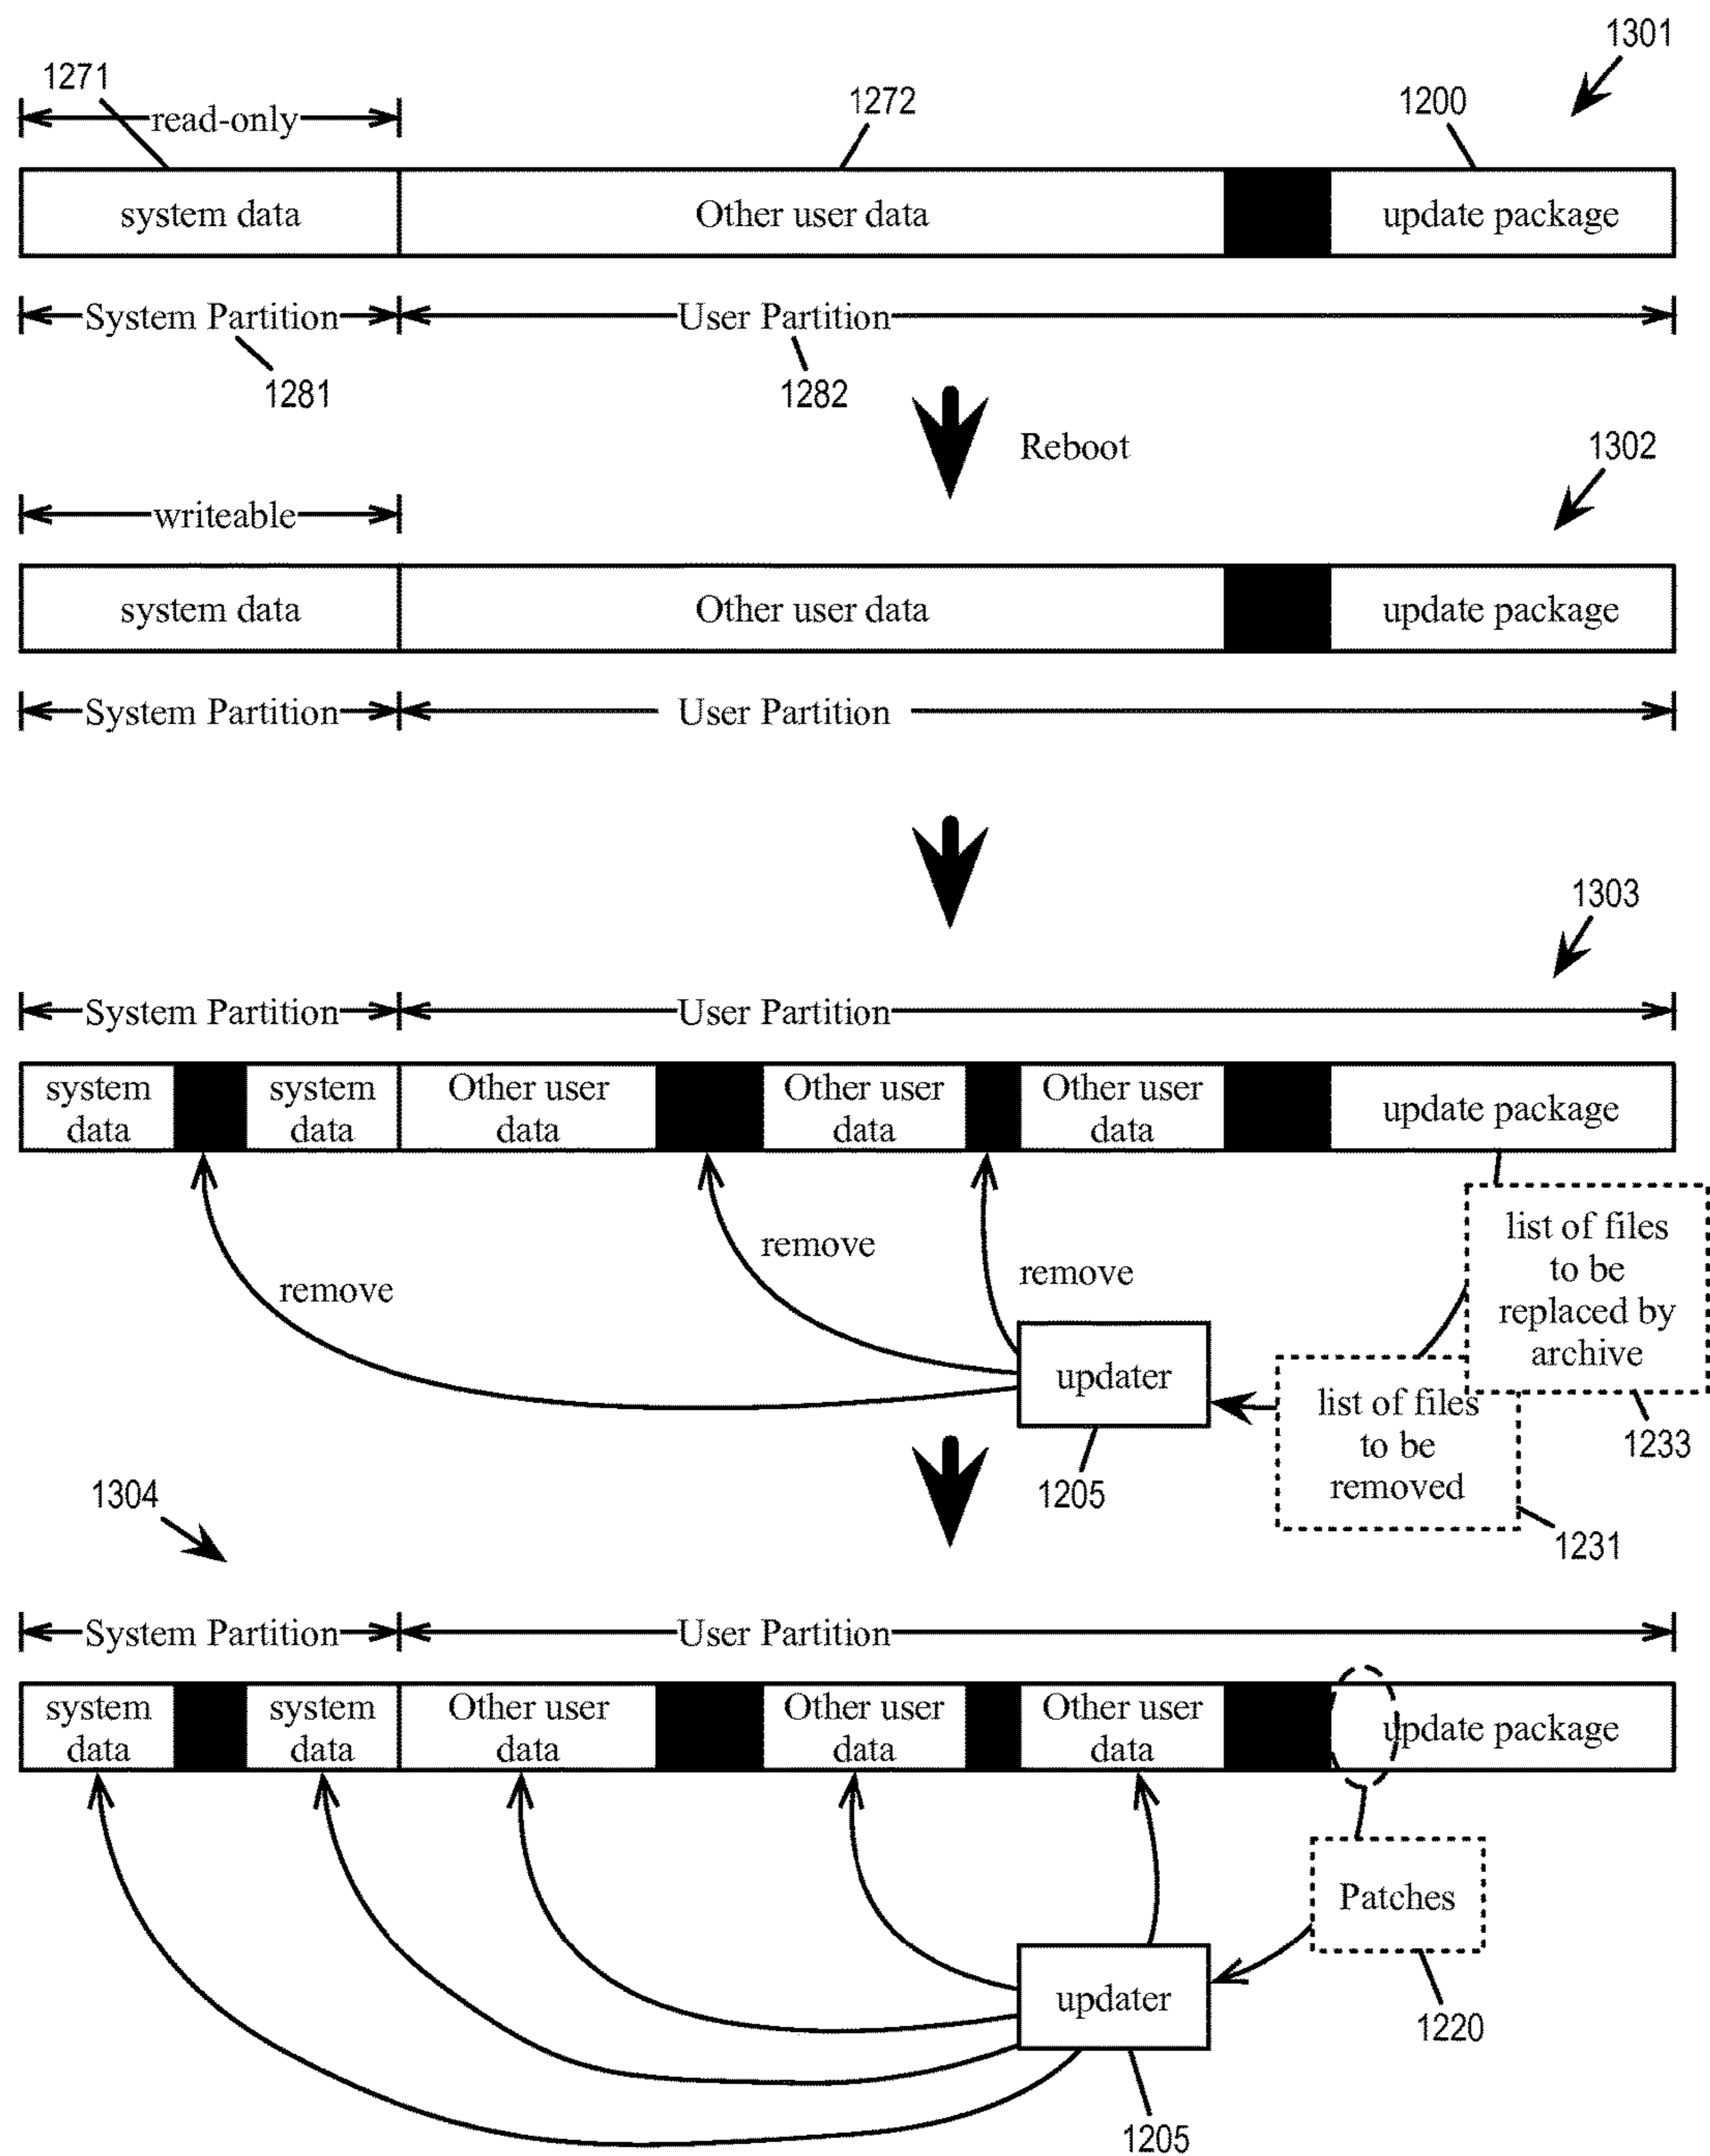 1301
1271
1272
1200
read-only
system data
Other user data
update package
System Partition
User Partition
1281
1282
Reboot
1302
writeable
system data
Other user data
update package
System Partition
User Partition
1303
System Partition
User Partition
system
data
system
data
Other user
data
Other user
data
Other user
data
update package
remove
remove
remove
list of files
to be
replaced by
archive
updater
list of files
to be
removed
1233
1205
1231
1304
System Partition
User Partition
system
data
system
data
Other user
data
Other user
data
Other user
data
update package
Patches
updater
1220
1205